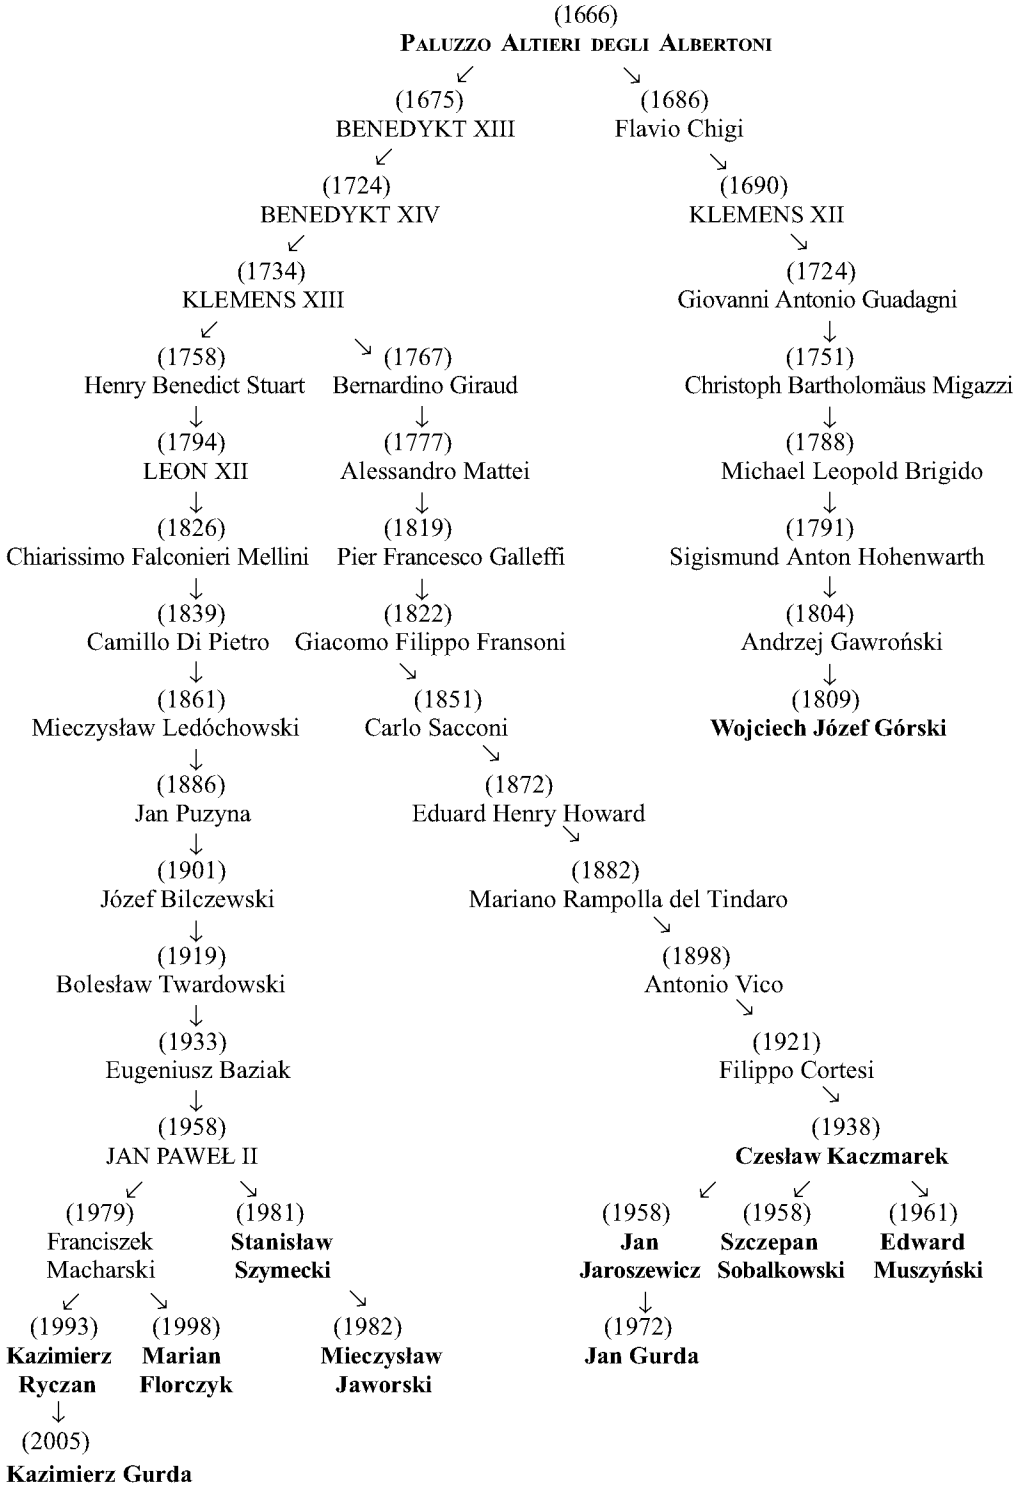 (1666)
PALUZZO ALTIERI DEGLI ALBERTONI
(1675) (1686)
BENEDYKT XIII Flavio Chigi
(1724) (1690)
BENEDYKT XIV KLEMENS XII
(1734) (1724)
KLEMENS XIII Giovanni Antonio Guadagni
(1758) (1767) (1751)
Henry Benedict Stuart Bernardino Giraud Christoph Bartholomäus Migazzi
(1794) (1777) (1788)
LEON XII Alessandro Mattei Michael Leopold Brigido
(1826) (1819) (1791)
Chiarissimo Falconieri Mellini Pier Francesco Galleffi Sigismund Anton Hohenwarth
(1839) (1822) (1804)
Camillo Di Pietro Giacomo Filippo Fransoni Andrzej Gawroński
(1861) (1851) (1809)
Mieczysław Ledóchowski Carlo Sacconi Wojciech Józef Górski
(1886) (1872)
Jan Puzyna Eduard Henry Howard
(1901) (1882)
Józef Bilczewski Mariano Rampolla del Tindaro
(1919) (1898)
Bolesław Twardowski Antonio Vico
(1933) (1921)
Eugeniusz Baziak Filippo Cortesi
(1958) (1938)
JAN PAWEŁ II Czesław Kaczmarek
(1979) (1981) (1958) (1958) (1961)
Franciszek Stanisław Jan Szczepan Edward
Macharski Szymecki Jaroszewicz Sobalkowski Muszyński
(1993) (1998) (1982) (1972)
Kazimierz Marian Mieczysław Jan Gurda
Ryczan Florczyk Jaworski
(2005)
Kazimierz Gurda